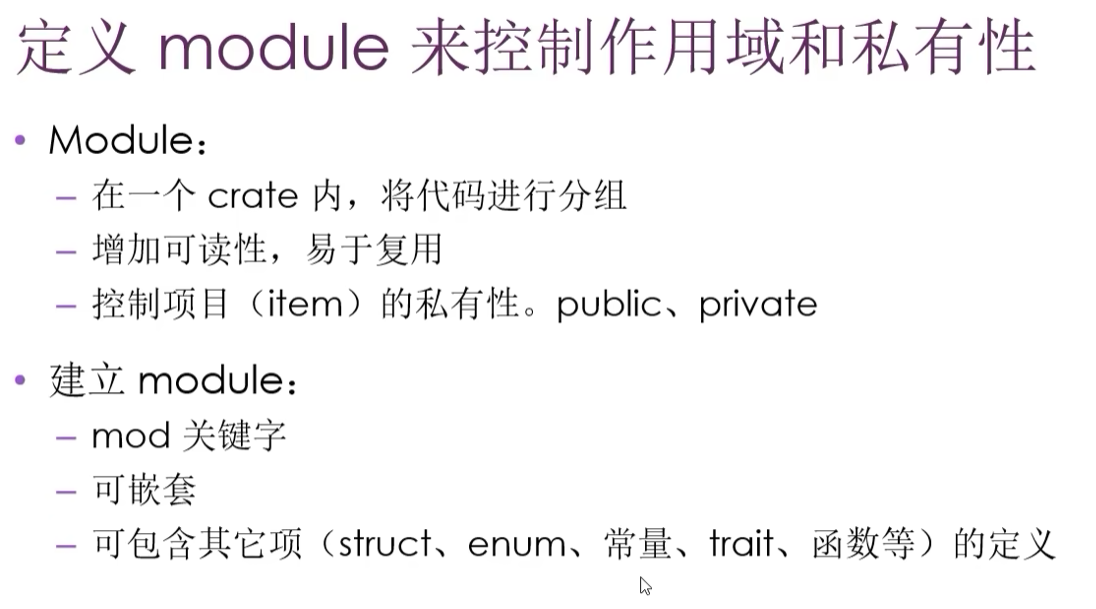 定义 module 来控制作用域和私有性
• Module：
– 在一个 crate 内，将代码进行分组
– 增加可读性，易于复用
– 控制项目（item）的私有性。public、private
• 建立 module：
– mod 关键字
– 可嵌套
– 可包含其它项（struct、enum、常量、trait、函数等）的定义